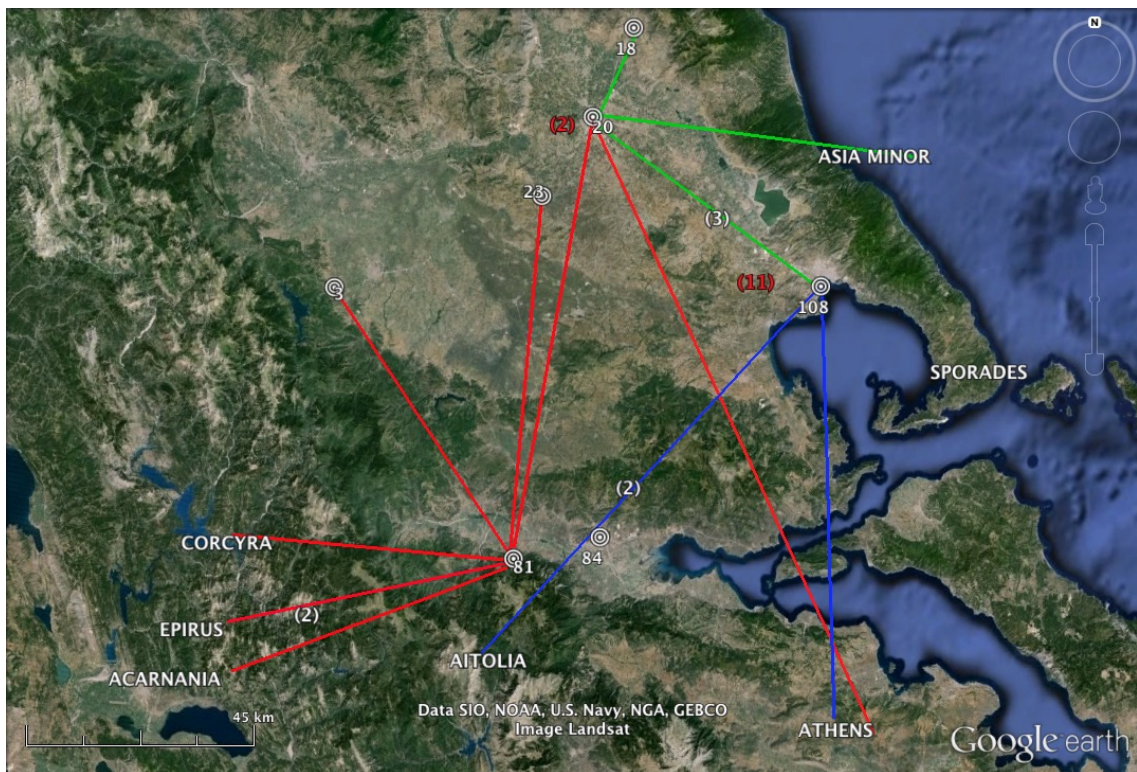 N
18
(2)
20
ASIA MINOR
23
(3)
(11)
3
108
SPORADES
(2)
CORCYRA
84
81
(2)
EPIRUS
AITOLIA
ACARNANIA
45 km
Data SIO, NOAA, U.S. Navy, NGA, GEBCO
Image Landsat
ATHENS
Google earth